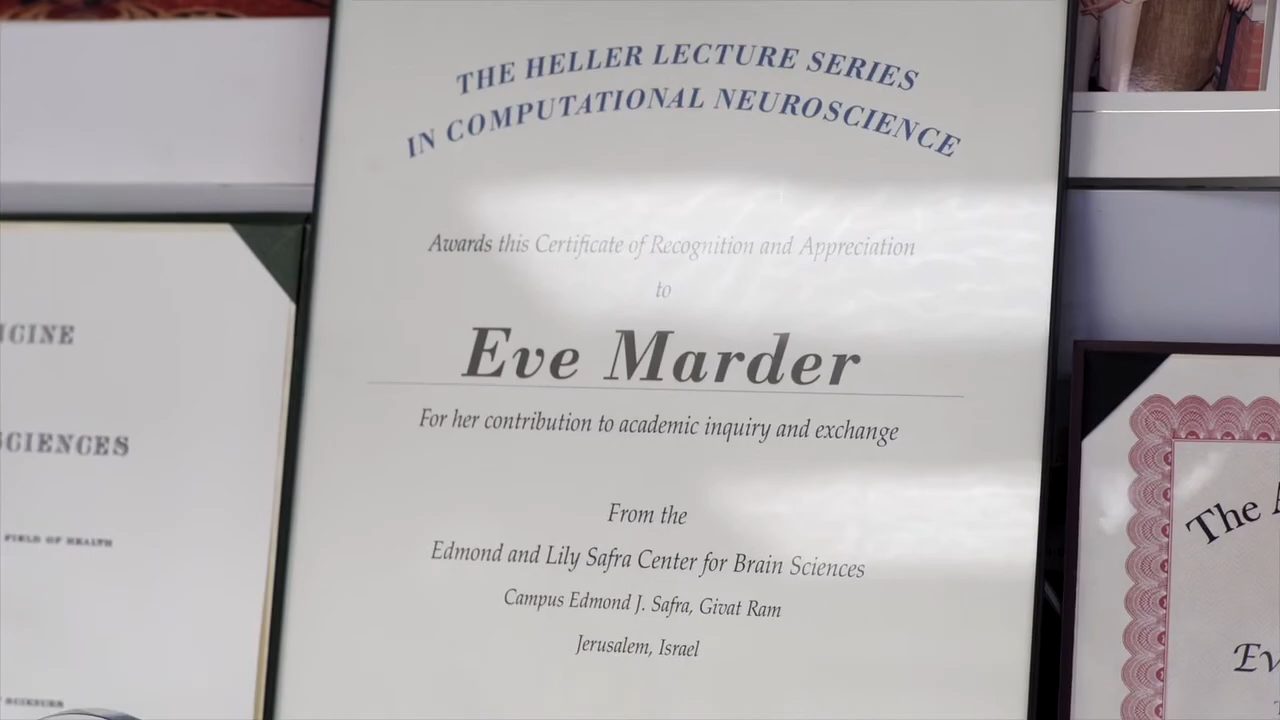 THE HELLER LECTURE SERIES
IN COMPUTATIONAL NEUROSCIENCE
Awards this Certificate of Recognition and Appreciation
to
Eve Marder
For her contribution to academic inquiry and exchange
From the
Edmond and Lily Safra Center for Brain Sciences
Campus Edmond J. Safra, Givat Ram
Jerusalem, Israel
SCIENCES
FIELD OF HEALTH
SCIENCES
The